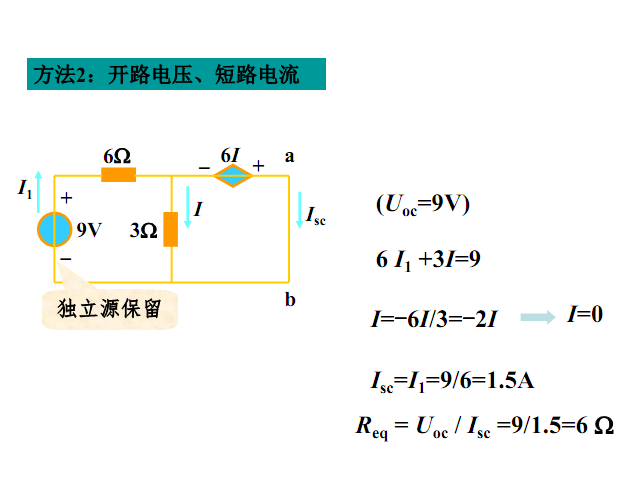 方法2：开路电压、短路电流
6Ω
− 6I +
a
I1
+
9V
−
3Ω
I
Isc
b
独立源保留
(Uoc=9V)
6 I1 +3I=9
I=−6I/3=−2I
I=0
Isc=I1=9/6=1.5A
Req = Uoc / Isc =9/1.5=6 Ω